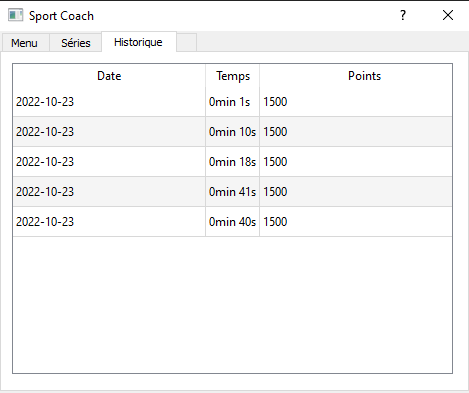 Sport Coach
Menu Séries Historique
Date Temps Points
2022-10-23 0min 1s 1500
2022-10-23 0min 10s 1500
2022-10-23 0min 18s 1500
2022-10-23 0min 41s 1500
2022-10-23 0min 40s 1500